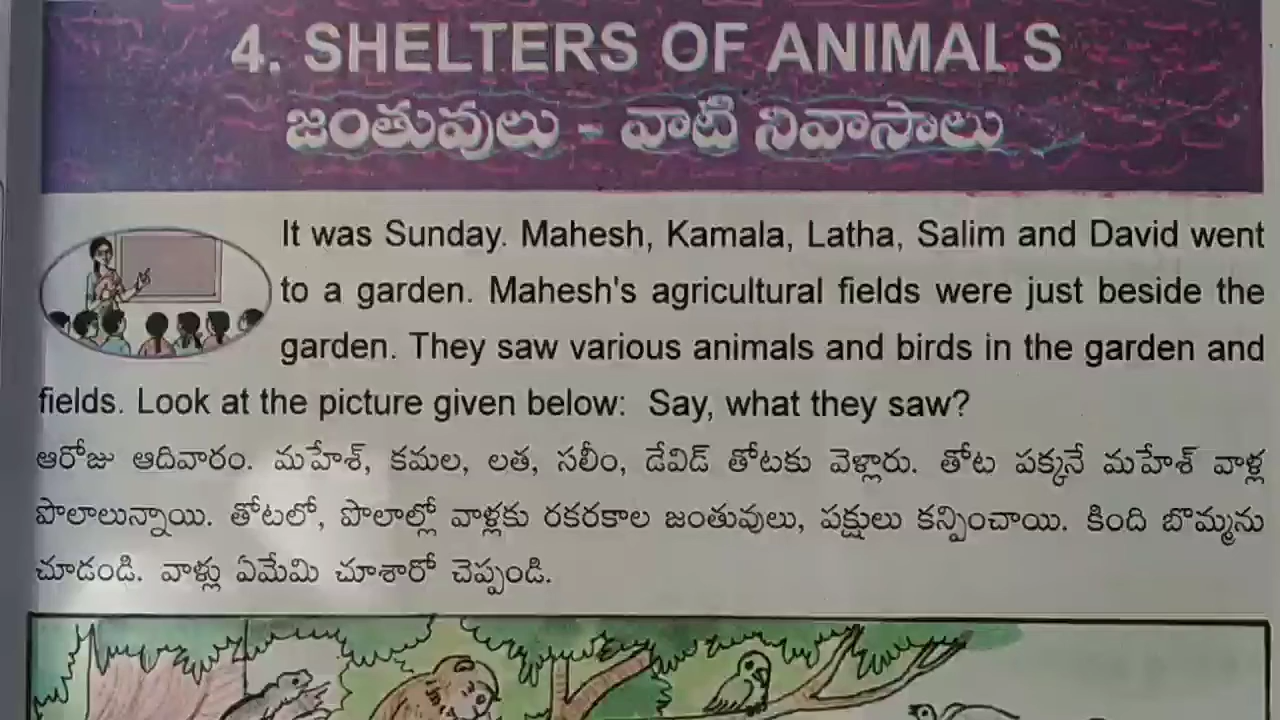 4. SHELTERS OF ANIMALS
జంతువులు - వాటి నివాసాలు
It was Sunday. Mahesh, Kamala, Latha, Salim and David went
to a garden. Mahesh's agricultural fields were just beside the
garden. They saw various animals and birds in the garden and
fields. Look at the picture given below: Say, what they saw?
ఆరోజు ఆదివారం. మహేశ్, కమల, లత, సలీం, డేవిడ్ తోటకు వెళ్లారు. తోట పక్కనే మహేశ్ వాళ్ల
పొలాలున్నాయి. తోటలో, పొలాల్లో వాళ్లకు రకరకాల జంతువులు, పక్షులు కన్పించాయి. కింది బొమ్మను
చూడండి. వాళ్లు ఏమేమి చూశారో చెప్పండి.